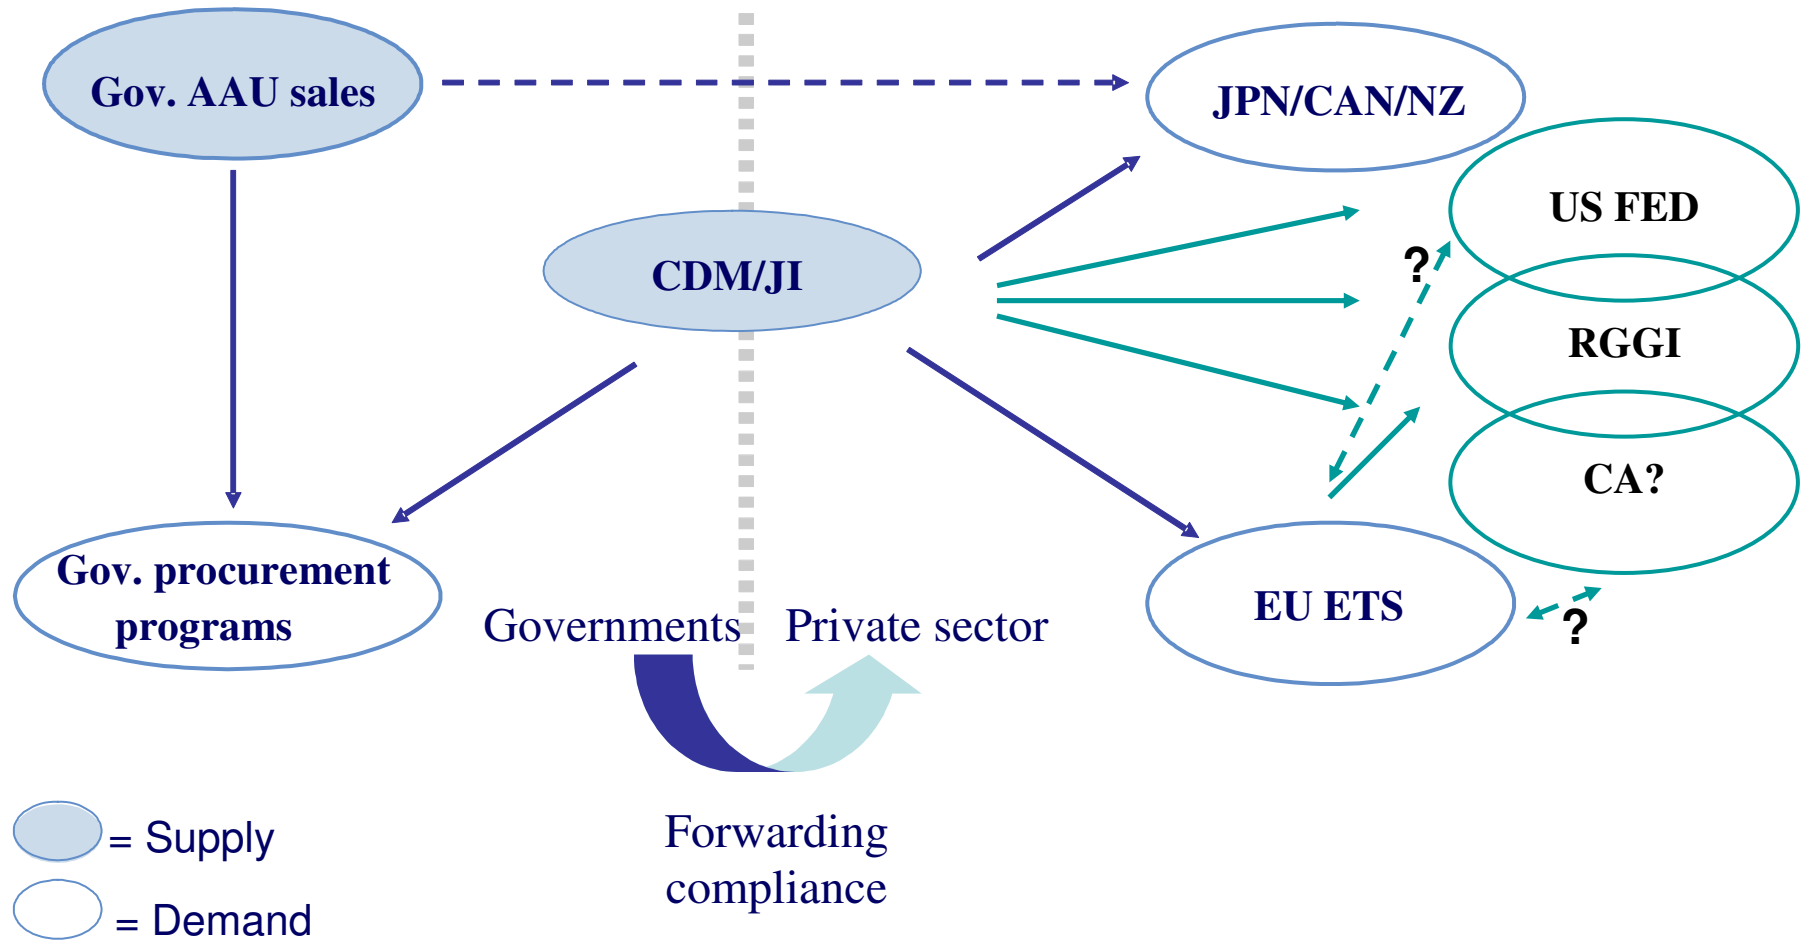 Gov. AAU sales
JPN/CAN/NZ
US FED
?
CDM/JI
RGGI
CA?
Gov. procurement
programs
EU ETS
?
Governments
Private sector
Forwarding
compliance
= Supply
= Demand